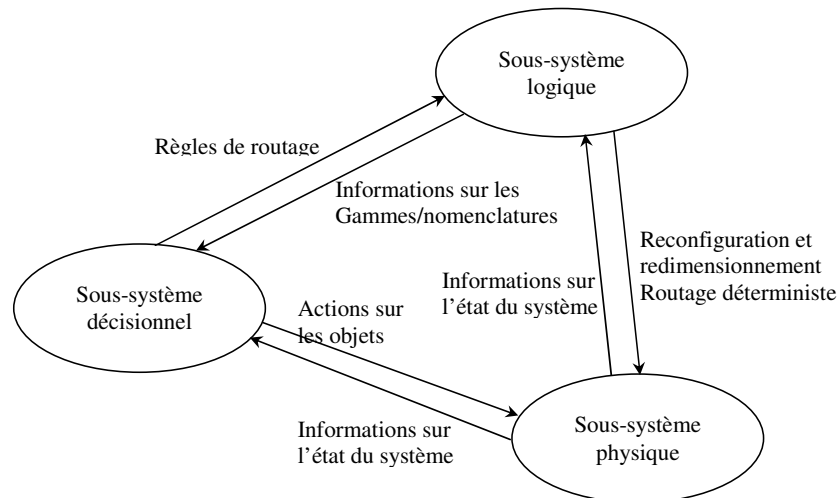 Sous-système
logique
Règles de routage
Informations sur les
Gammes/nomenclatures
Reconfiguration et
redimensionnement
Routage déterministe
Informations sur
l'état du système
Sous-système
décisionnel
Actions sur
les objets
Informations sur
l'état du système
Sous-système
physique